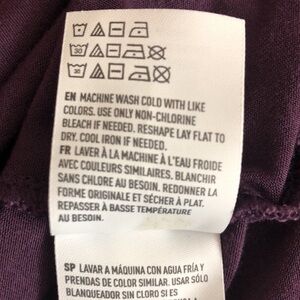 30
30
EN MACHINE WASH COLD WITH LIKE
COLORS. USE ONLY NON-CHLORINE
BLEACH IF NEEDED. RESHAPE LAY FLAT TO
DRY. COOL IRON IF NEEDED.
FR LAVER À LA MACHINE À L'EAU FROIDE
AVEC COULEURS SIMILAIRES. BLANCHIR
SANS CHLORE AU BESOIN. REDONNER LA
FORME ORIGINALE ET SÉCHER À PLAT.
REPASSER À BASSE TEMPÉRATURE
AU BESOIN.
SP LAVAR A MÁQUINA CON AGUA FRÍA Y
PRENDAS DE COLOR SIMILAR. USAR SÓLO
BLANQUEADOR SIN CLORO SI ES